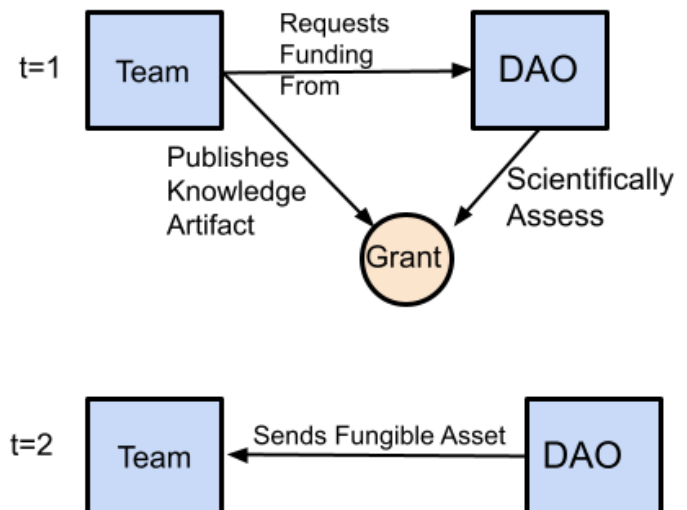 t=1
Team
Requests
Funding
From
DAO
Publishes
Knowledge
Artifact
Scientifically
Assess
Grant
t=2
Team
Sends Fungible Asset
DAO